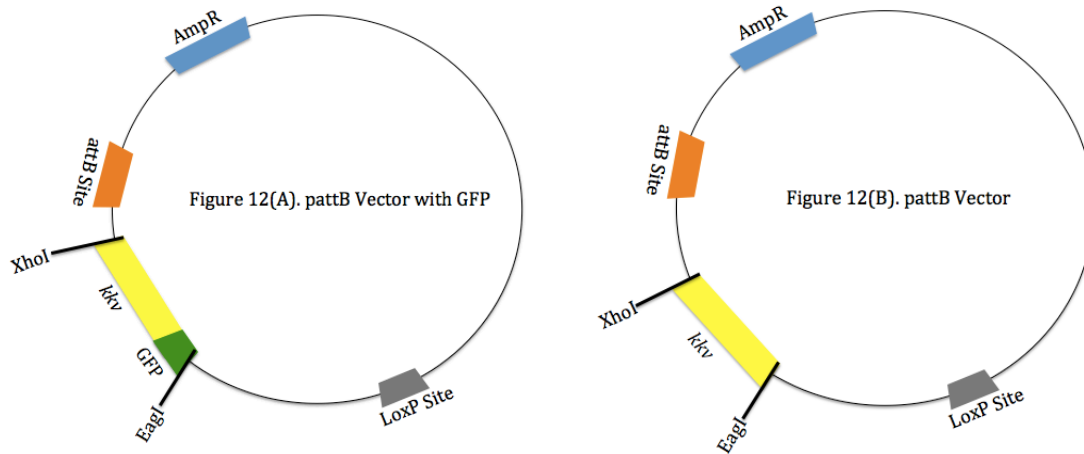 AmpR
attB Site
Figure 12(A). pattB Vector with GFP
XhoI
kkv
GFP
EagI
LoxP Site
AmpR
attB Site
Figure 12(B). pattB Vector
XhoI
kkv
EagI
LoxP Site